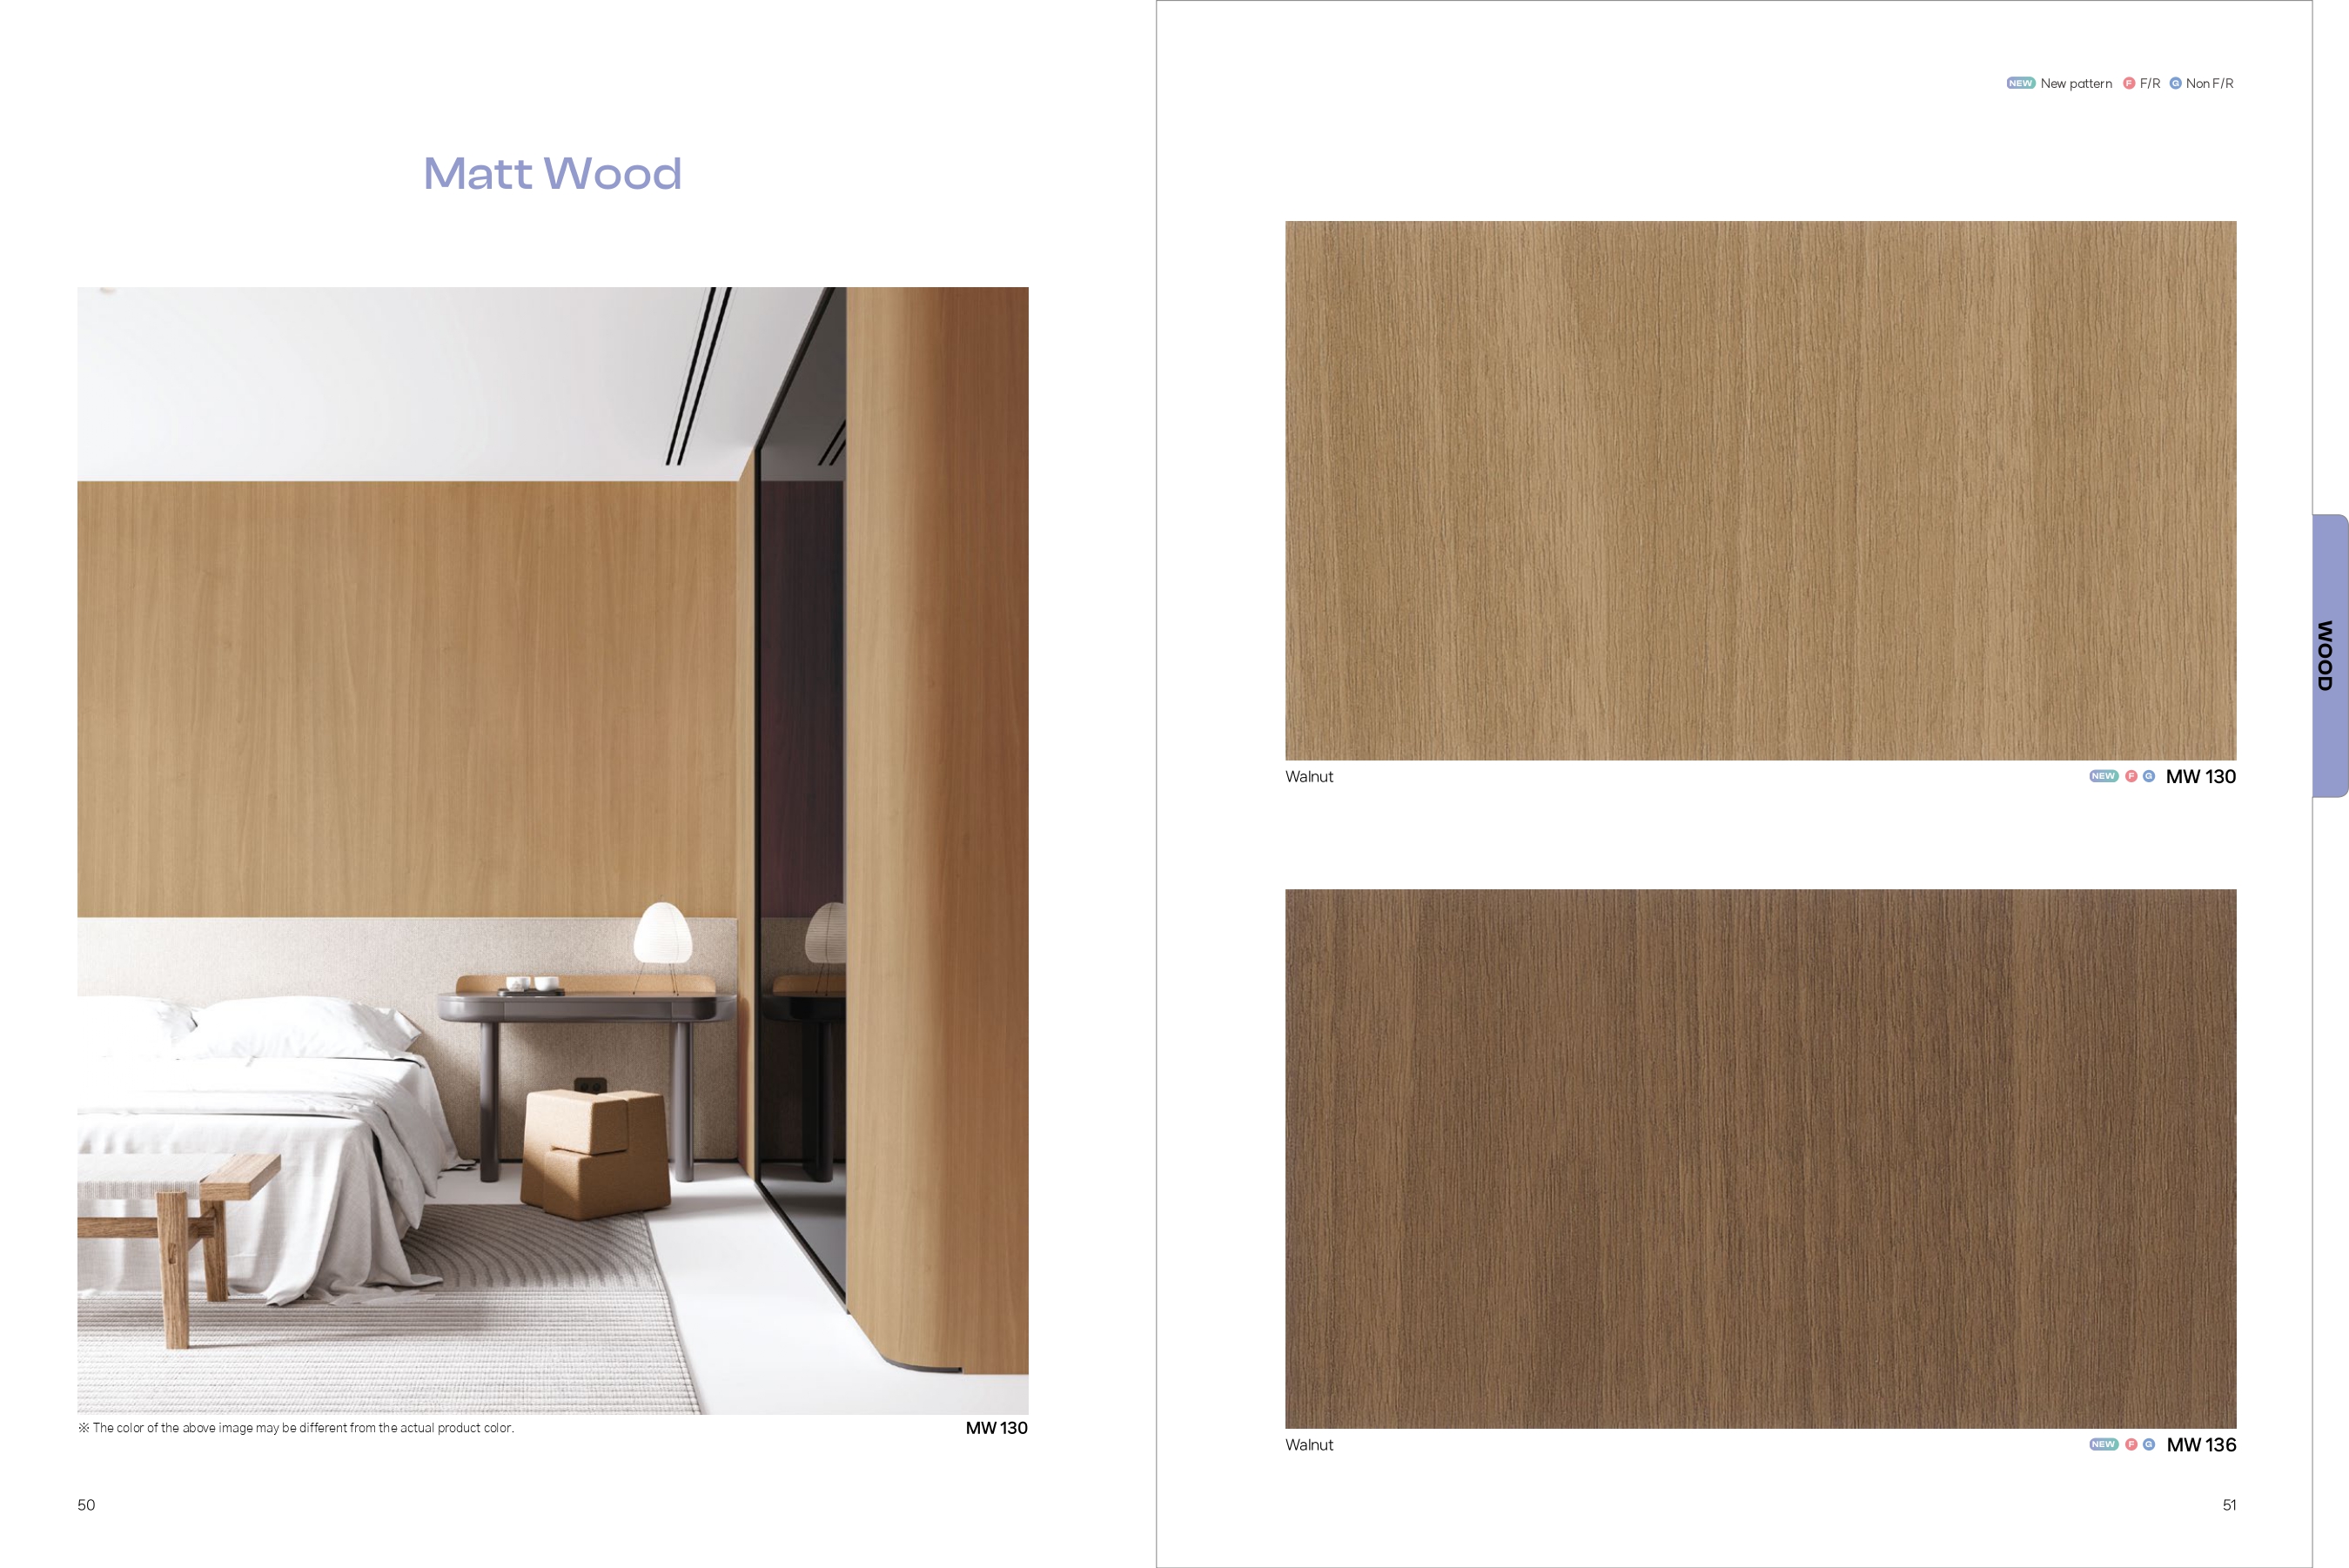 Matt Wood
※ The color of the above image may be different from the actual product color.
MW 130
50
NEW New pattern F F/R G Non F/R
Walnut
NEW F G MW 130
Walnut
NEW F G MW 136
WOOD
51